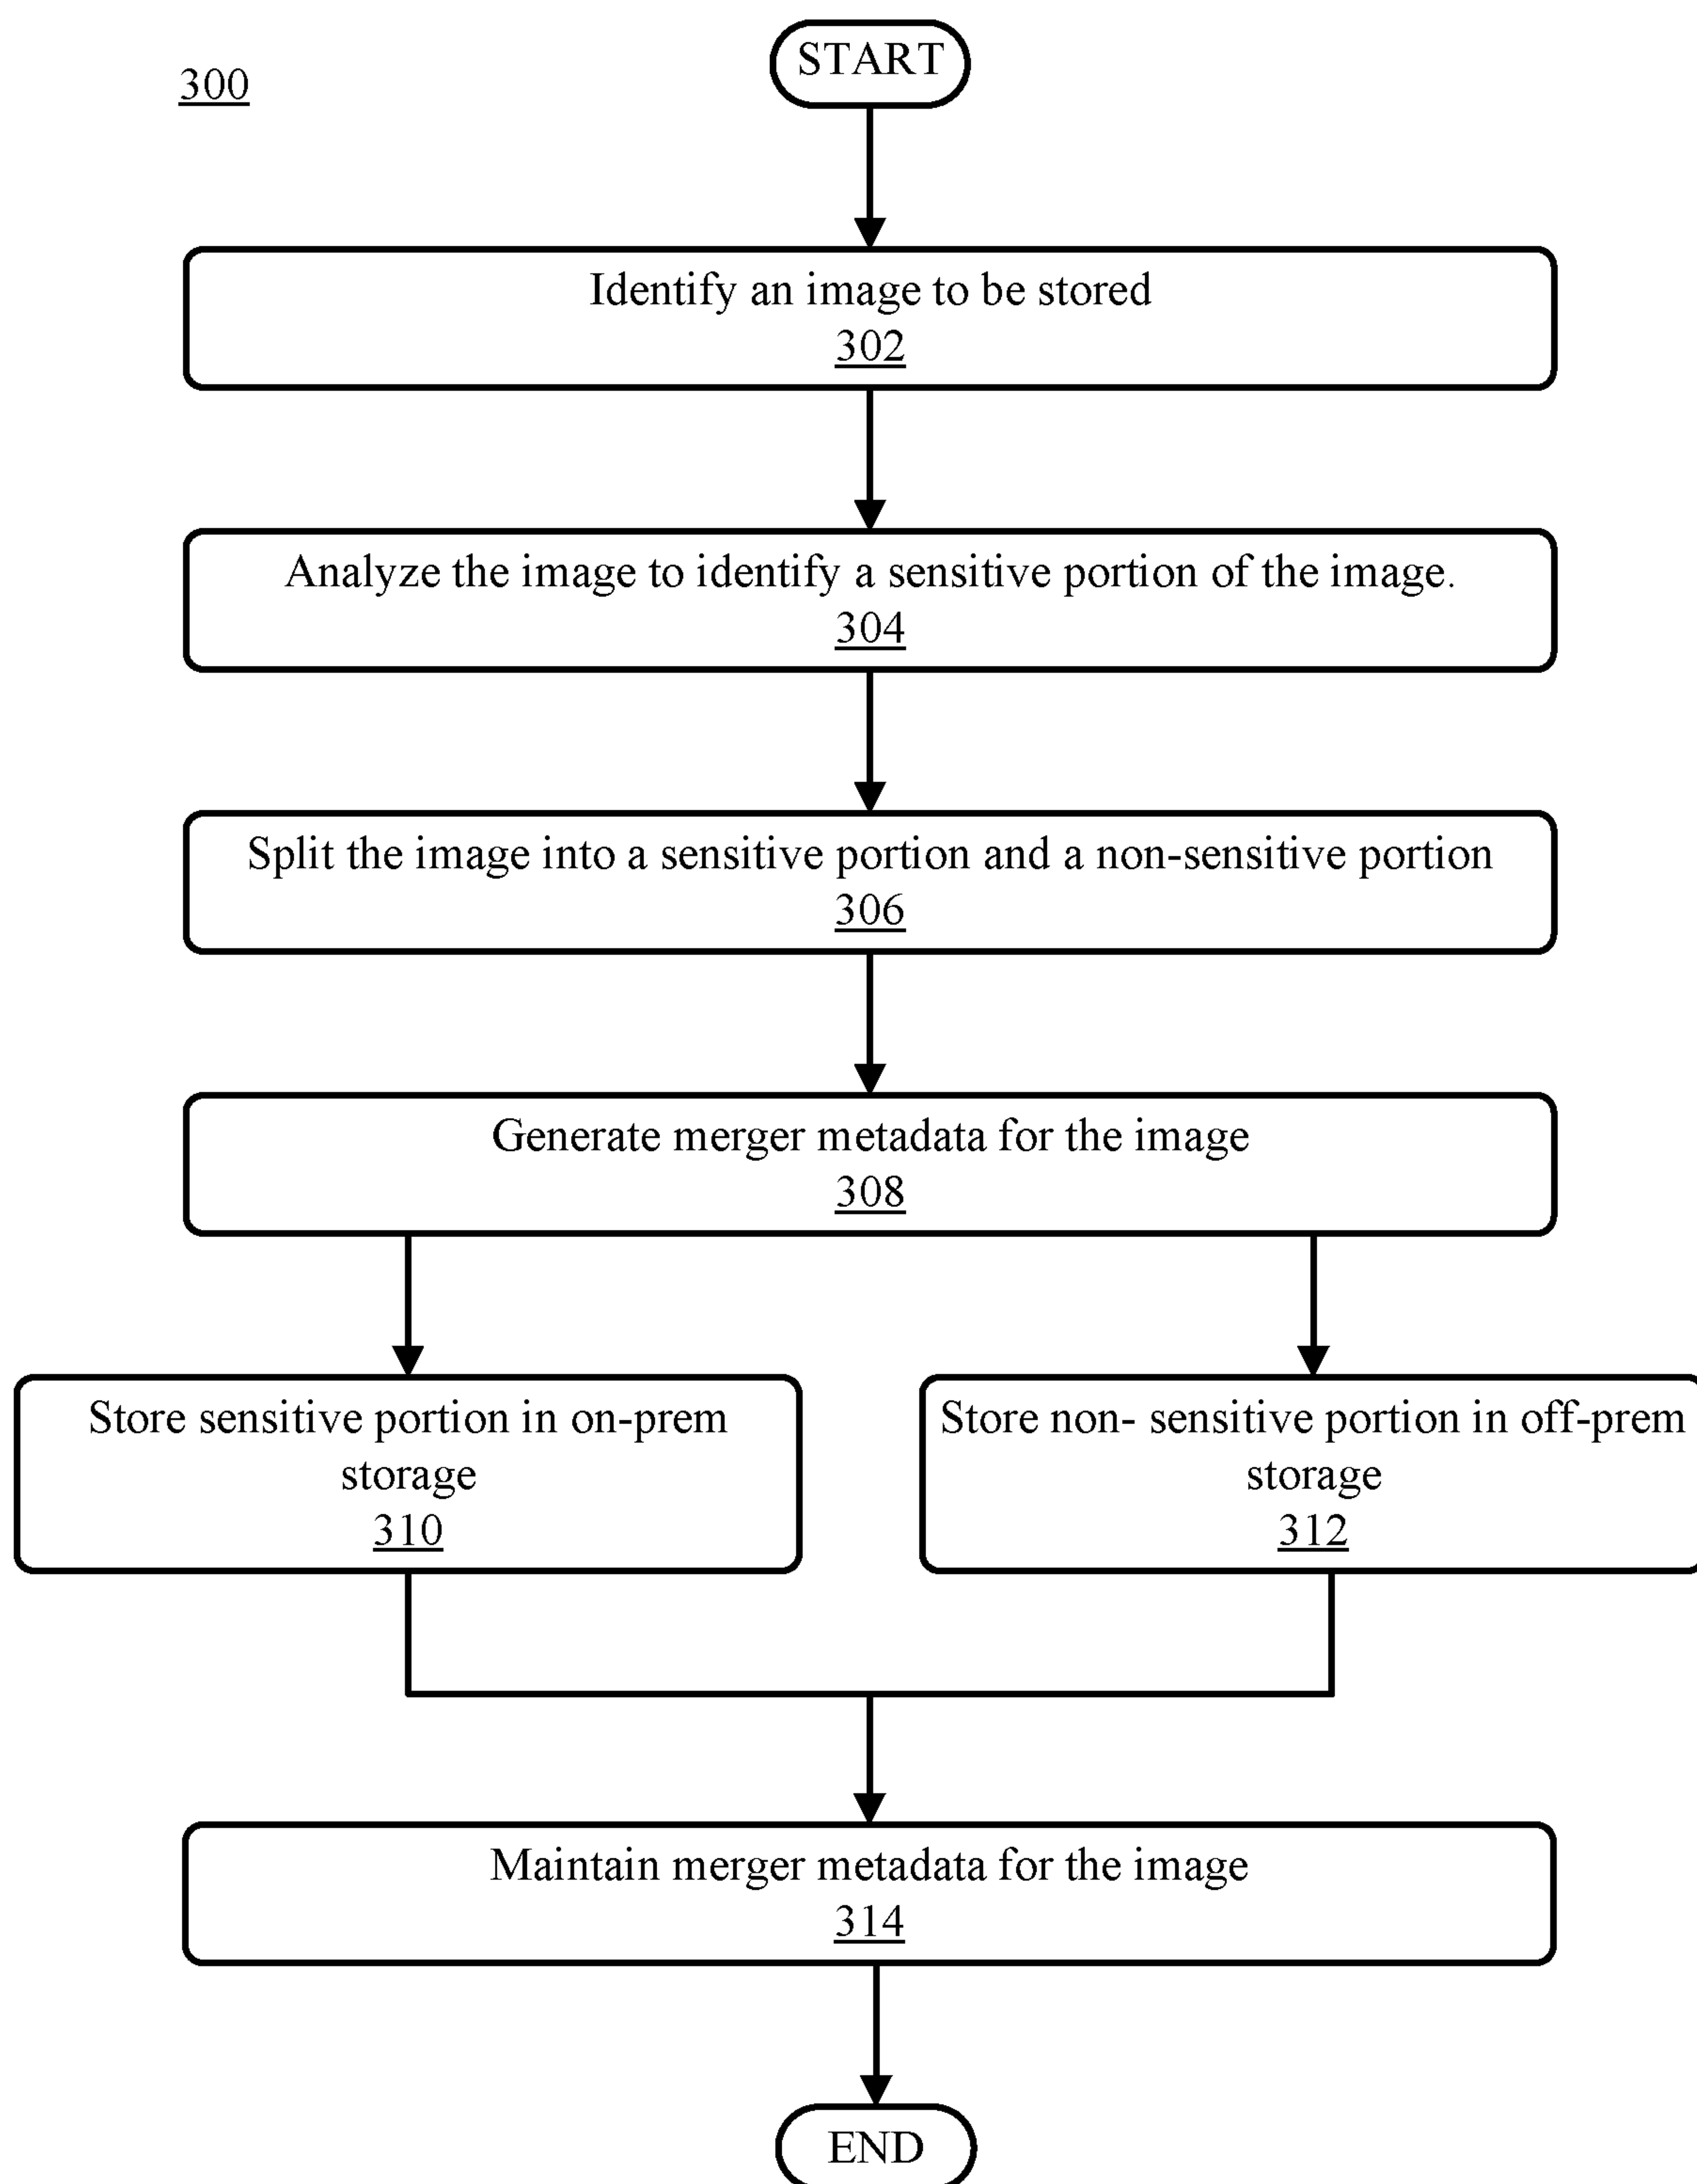 START
300
Identify an image to be stored
302
Analyze the image to identify a sensitive portion of the image.
304
Split the image into a sensitive portion and a non-sensitive portion
306
Generate merger metadata for the image
308
Store sensitive portion in on-prem
storage
310
Store non- sensitive portion in off-prem
storage
312
Maintain merger metadata for the image
314
END